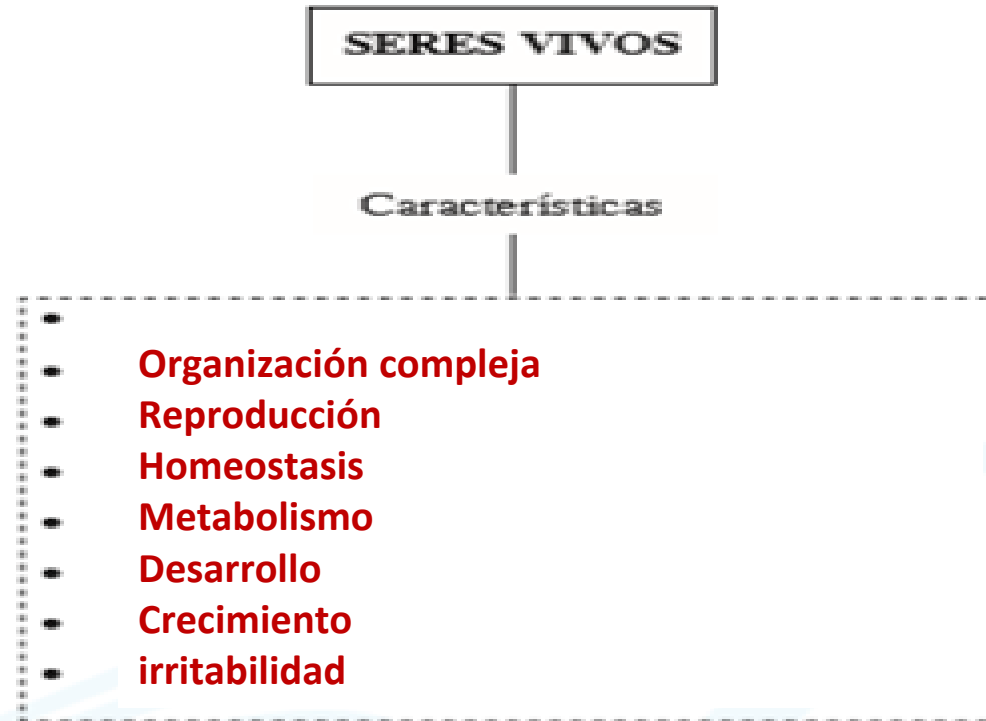 SERES VIVOS
Características
•
• Organización compleja
• Reproducción
• Homeostasis
• Metabolismo
• Desarrollo
• Crecimiento
• irritabilidad